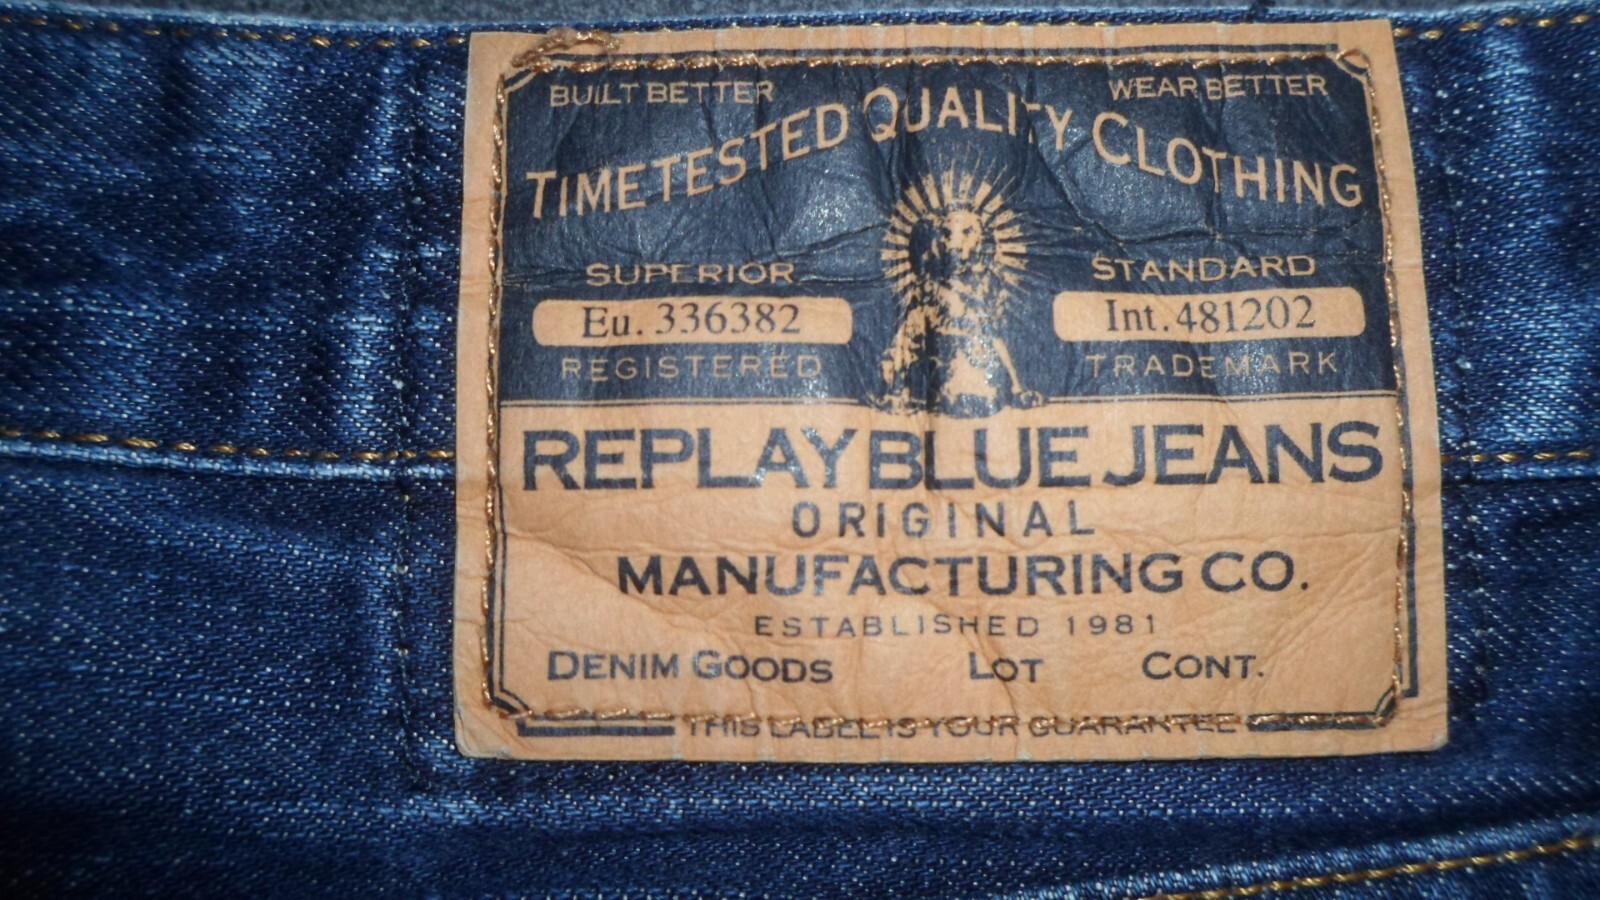 BUILT BETTER WEAR BETTER
TIMETESTED QUALITY CLOTHING
SUPERIOR STANDARD
Eu. 336382 Int. 481202
REGISTERED TRADEMARK
REPLAY BLUE JEANS
ORIGINAL
MANUFACTURING CO.
ESTABLISHED 1981
DENIM GOODS LOT CONT.
THIS LABEL IS YOUR GUARANTEE